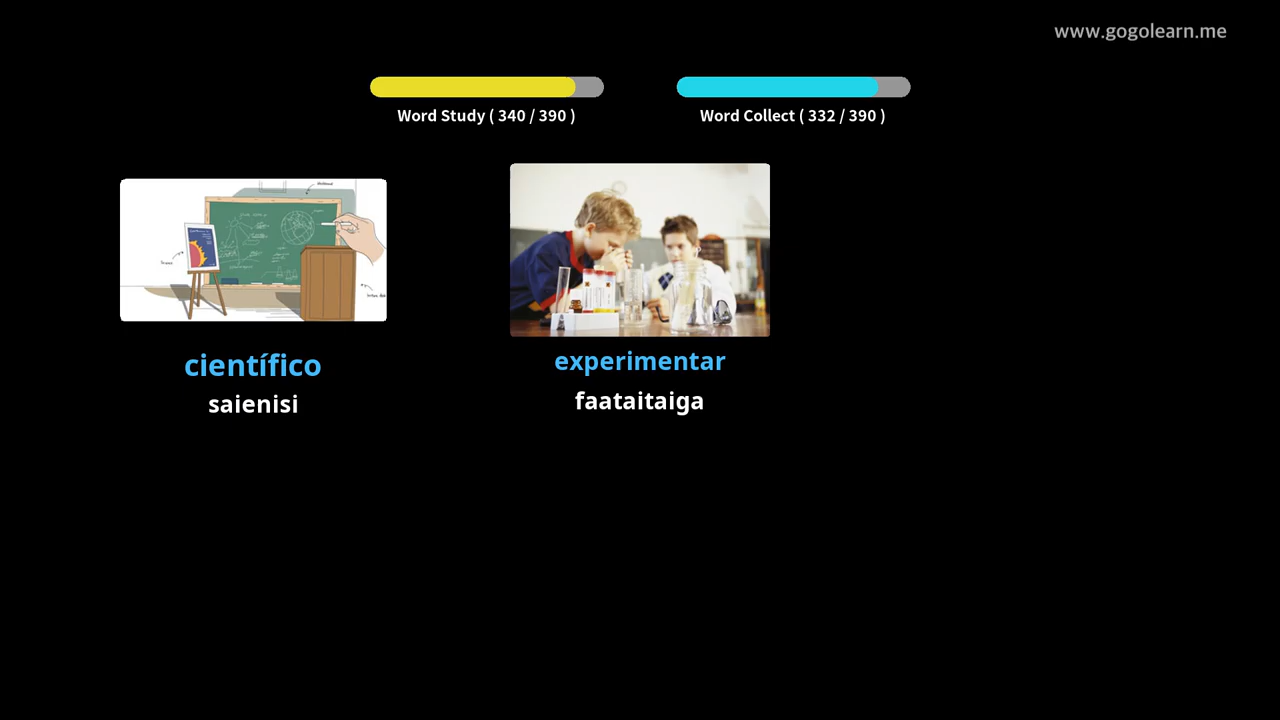 www.gogolearn.me
Word Study ( 340 / 390 )
Word Collect ( 332 / 390 )
científico
saienisi
experimentar
faataitaiga